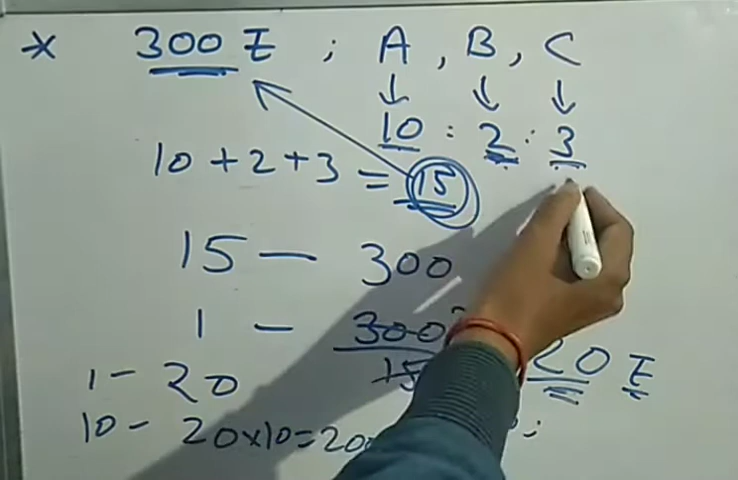 * 300 ₹ ; A , B , C
10 : 2 : 3
10 + 2 + 3 = 15
15 — 300
1 — 300
15
20 ₹
1 - 20
10 - 20×10=200
;